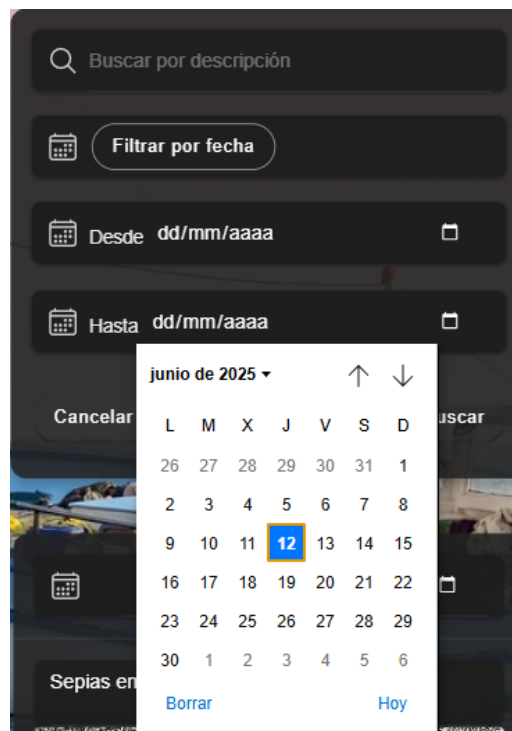 Buscar por descripción
Filtrar por fecha
Desde dd/mm/aaaa
Hasta dd/mm/aaaa
junio de 2025
Cancelar
L M X J V S D
26 27 28 29 30 31 1
2 3 4 5 6 7 8
9 10 11 12 13 14 15
16 17 18 19 20 21 22
23 24 25 26 27 28 29
30 1 2 3 4 5 6
Sepias en
Borrar Hoy